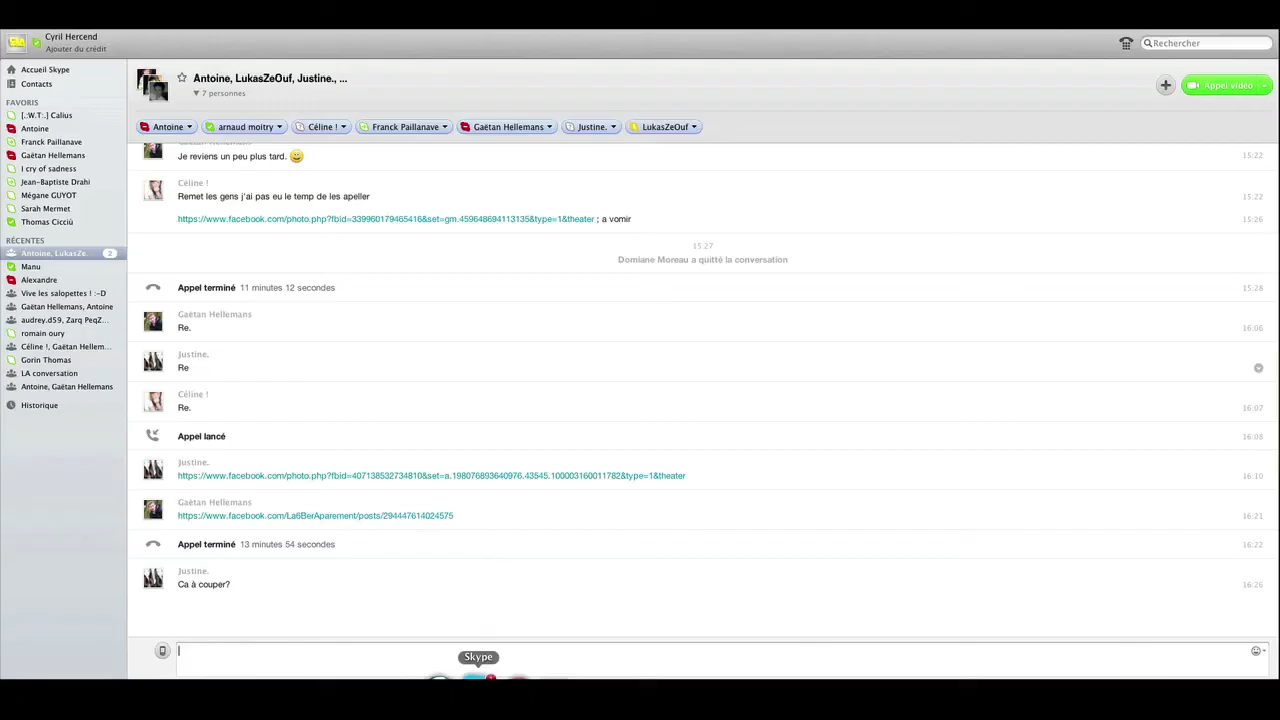 Cyril Hercend
Ajouter du crédit
Rechercher
Accueil Skype
Contacts
FAVORIS
[.:W.T:.] Calius
Antoine
Franck Paillanave
Gaëtan Hellemans
I cry of sadness
Jean-Baptiste Drahi
Mégane GUYOT
Sarah Mermet
Thomas Cicciù
RÉCENTES
Antoine, LukasZe. 2
Manu
Alexandre
Vive les salopettes ! :-D
Gaëtan Hellemans, Antoine
audrey.d59, Zarq PeqZ...
romain oury
Céline !, Gaëtan Hellem...
Gorin Thomas
LA conversation
Antoine, Gaëtan Hellemans
Historique
Antoine, LukasZeOuf, Justine., ...
7 personnes
Appel vidéo
Antoine arnaud moitry Céline ! Franck Paillanave Gaëtan Hellemans Justine. LukasZeOuf
Gaëtan Hellemans
Je reviens un peu plus tard. 15:22
Céline !
Remet les gens j'ai pas eu le temp de les apeller 15:22
https://www.facebook.com/photo.php?fbid=339960179465416&set=gm.459648694113135&type=1&theater ; a vomir 15:26
15:27
Domiane Moreau a quitté la conversation
Appel terminé 11 minutes 12 secondes 15:28
Gaëtan Hellemans
Re. 16:06
Justine.
Re
Céline !
Re. 16:07
Appel lancé 16:08
Justine.
https://www.facebook.com/photo.php?fbid=407138532734810&set=a.198076893640976.43545.100003160011782&type=1&theater 16:10
Gaëtan Hellemans
https://www.facebook.com/La6BerAparement/posts/294447614024575 16:21
Appel terminé 13 minutes 54 secondes 16:22
Justine.
Ca à couper? 16:26
Skype